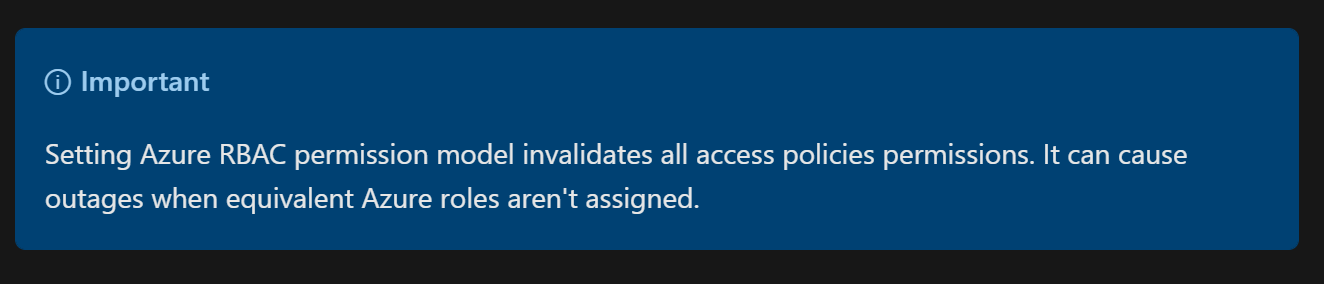 Important
Setting Azure RBAC permission model invalidates all access policies permissions. It can cause
outages when equivalent Azure roles aren't assigned.